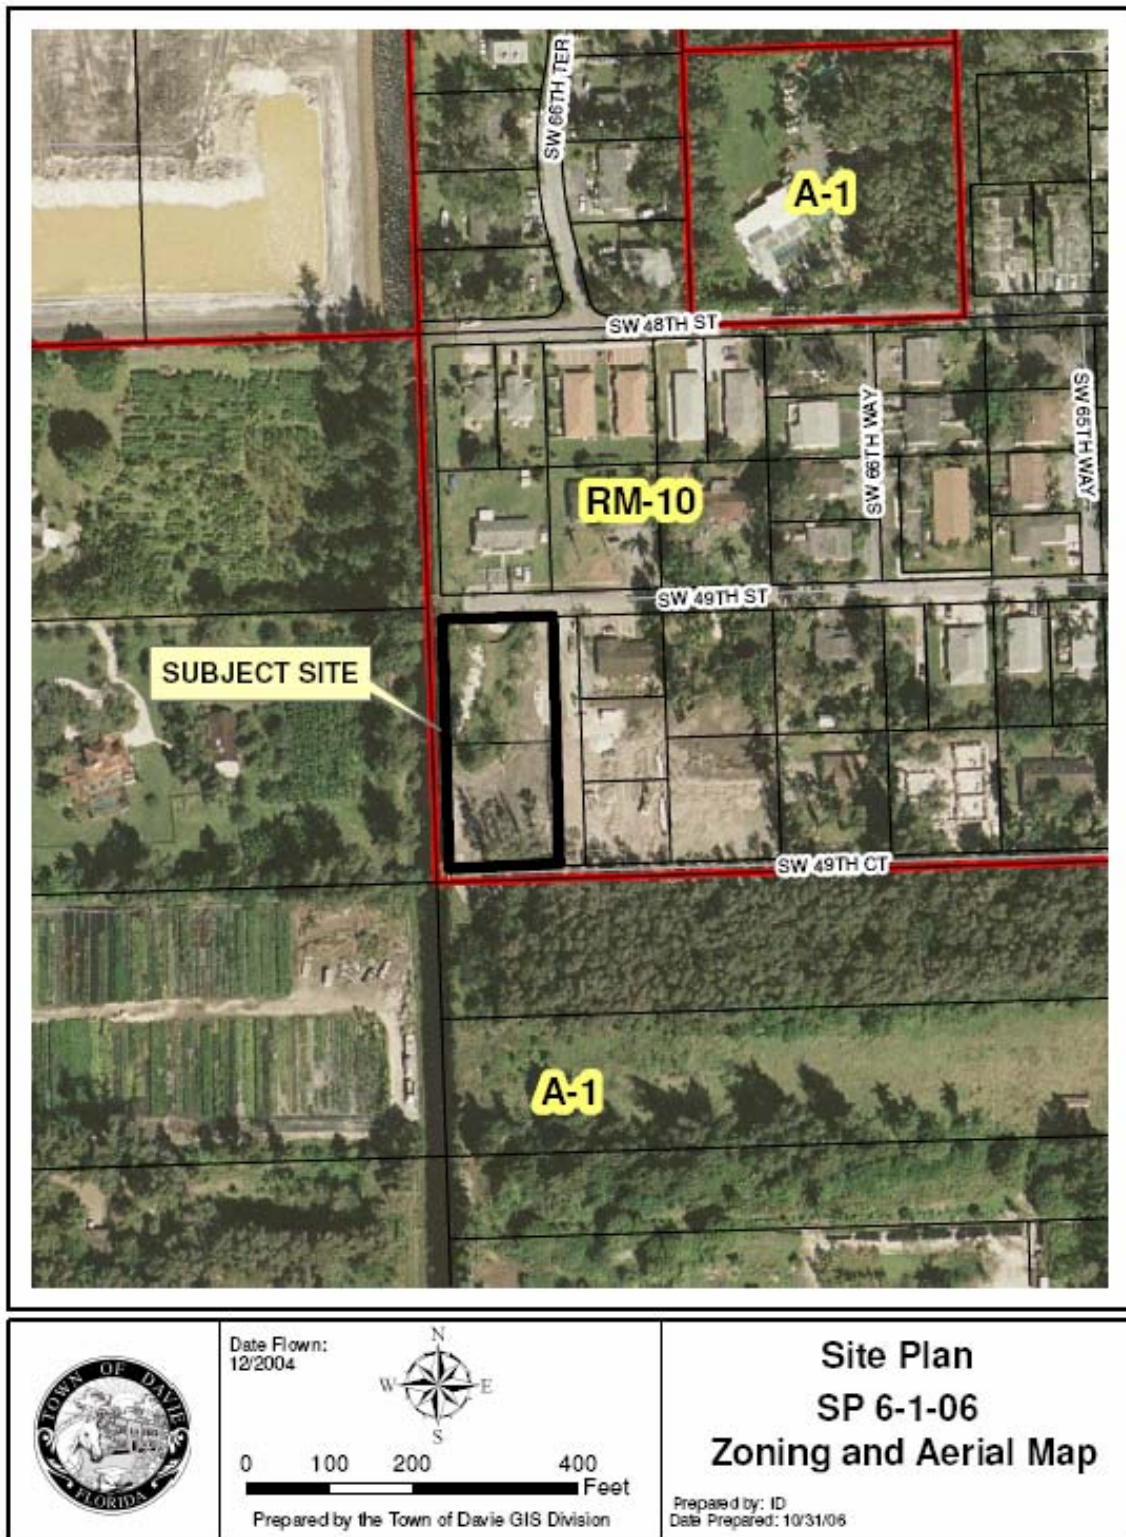 SW 66TH TER
A-1
SW 48TH ST
SW 66TH WAY
SW 65TH WAY
RM-10
SW 49TH ST
SUBJECT SITE
SW 49TH CT
A-1
TOWN OF DAVIE
FLORIDA
Date Flown:
12/2004
N
W E
S
0 100 200 400
Feet
Prepared by the Town of Davie GIS Division
Site Plan
SP 6-1-06
Zoning and Aerial Map
Prepared by: ID
Date Prepared: 10/31/06